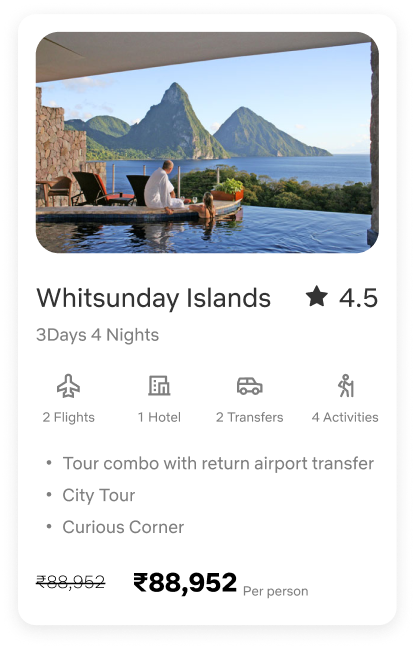 Whitsunday Islands ★ 4.5
3Days 4 Nights
2 Flights 1 Hotel 2 Transfers 4 Activities
• Tour combo with return airport transfer
• City Tour
• Curious Corner
₹88,952 ₹88,952 Per person